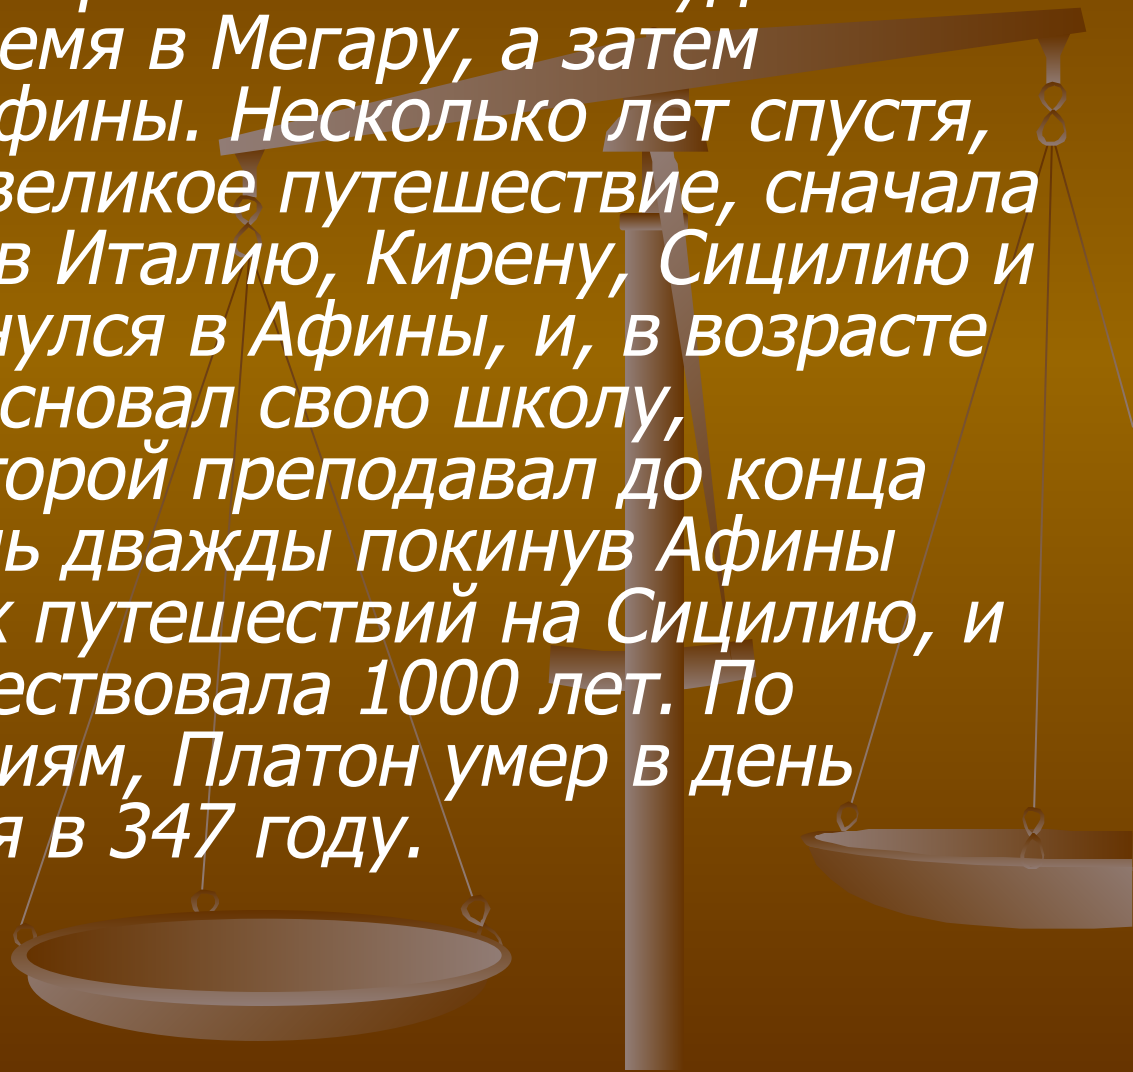 емя в Мегару, а затем
фины. Несколько лет спустя,
великое путешествие, сначала
в Италию, Кирену, Сицилию и
нулся в Афины, и, в возрасте
сновал свою школу,
торой преподавал до конца
ь дважды покинув Афины
х путешествий на Сицилию, и
ествовала 1000 лет. По
иям, Платон умер в день
я в 347 году.